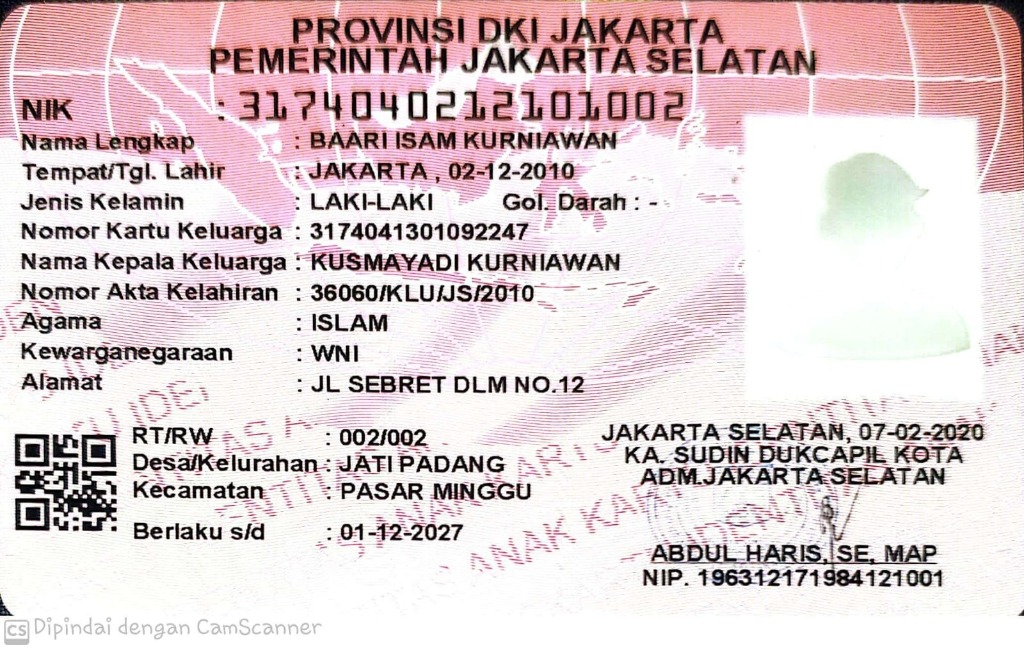 PROVINSI DKI JAKARTA
PEMERINTAH JAKARTA SELATAN
NIK : 3174040212101002
Nama Lengkap : BAARI ISAM KURNIAWAN
Tempat/Tgl. Lahir : JAKARTA , 02-12-2010
Jenis Kelamin : LAKI-LAKI Gol. Darah : -
Nomor Kartu Keluarga : 3174041301092247
Nama Kepala Keluarga : KUSMAYADI KURNIAWAN
Nomor Akta Kelahiran : 36060/KLU/JS/2010
Agama : ISLAM
Kewarganegaraan : WNI
Alamat : JL SEBRET DLM NO.12
RT/RW : 002/002
Desa/Kelurahan : JATI PADANG
Kecamatan : PASAR MINGGU
Berlaku s/d : 01-12-2027
JAKARTA SELATAN, 07-02-2020
KA. SUDIN DUKCAPIL KOTA
ADM.JAKARTA SELATAN
ABDUL HARIS, SE, MAP
NIP. 196312171984121001
CS Dipindai dengan CamScanner